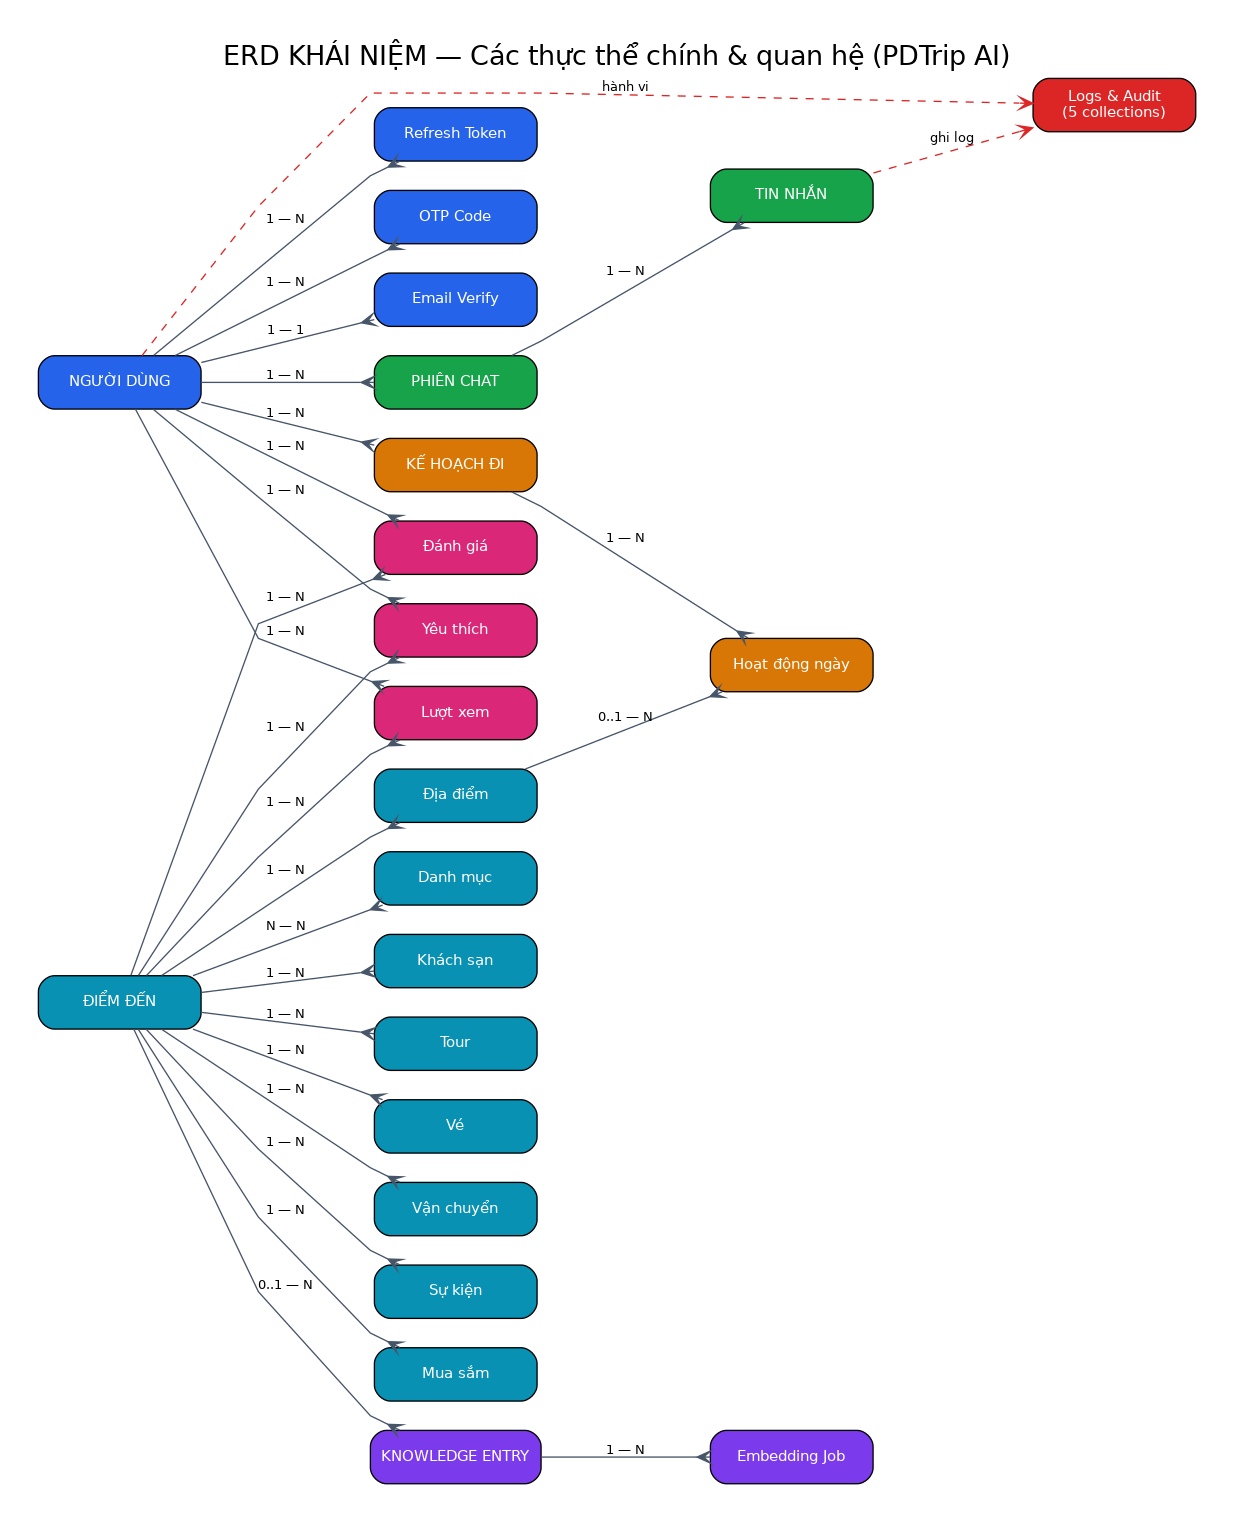 ERD KHÁI NIỆM — Các thực thể chính & quan hệ (PDTrip AI)
hành vi
Logs & Audit
(5 collections)
Refresh Token
ghi log
TIN NHẮN
OTP Code
1 — N
1 — N
1 — N
Email Verify
1 — 1
NGƯỜI DÙNG
1 — N
PHIÊN CHAT
1 — N
1 — N
KẾ HOẠCH ĐI
1 — N
1 — N
Đánh giá
1 — N
1 — N
Yêu thích
Hoạt động ngày
Lượt xem
0..1 — N
1 — N
Địa điểm
1 — N
1 — N
Danh mục
N — N
Khách sạn
1 — N
ĐIỂM ĐẾN
1 — N
Tour
1 — N
1 — N
Vé
1 — N
Vận chuyển
1 — N
0..1 — N
Sự kiện
Mua sắm
KNOWLEDGE ENTRY
1 — N
Embedding Job